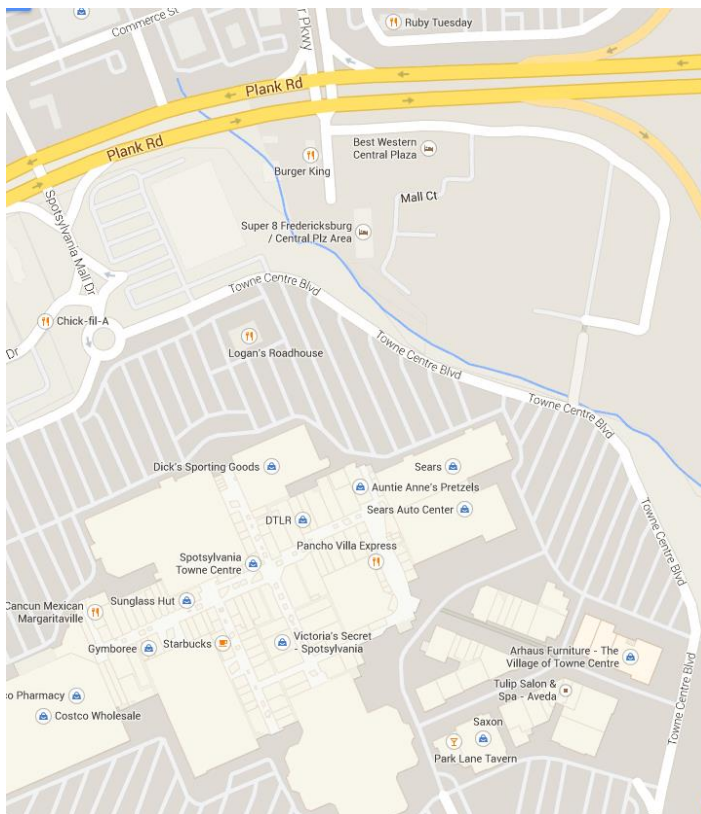 Ruby Tuesday
Commerce St
r Pkwy
Plank Rd
Plank Rd
Best Western
Central Plaza
Burger King
Mall Ct
Spotsylvania Mall Dr
Super 8 Fredericksburg
/ Central Plz Area
Towne Centre Blvd
Chick-fil-A
Dr
Logan's Roadhouse
Towne Centre Blvd
Towne Centre Blvd
Dick's Sporting Goods
Sears
Auntie Anne's Pretzels
Sears Auto Center
DTLR
Towne Centre Blvd
Pancho Villa Express
Spotsylvania
Towne Centre
Sunglass Hut
Cancun Mexican
Margaritaville
Gymboree
Starbucks
Victoria's Secret
- Spotsylvania
Arhaus Furniture - The
Village of Towne Centre
Tulip Salon &
Spa - Aveda
Towne Centre Blvd
co Pharmacy
Costco Wholesale
Saxon
Park Lane Tavern